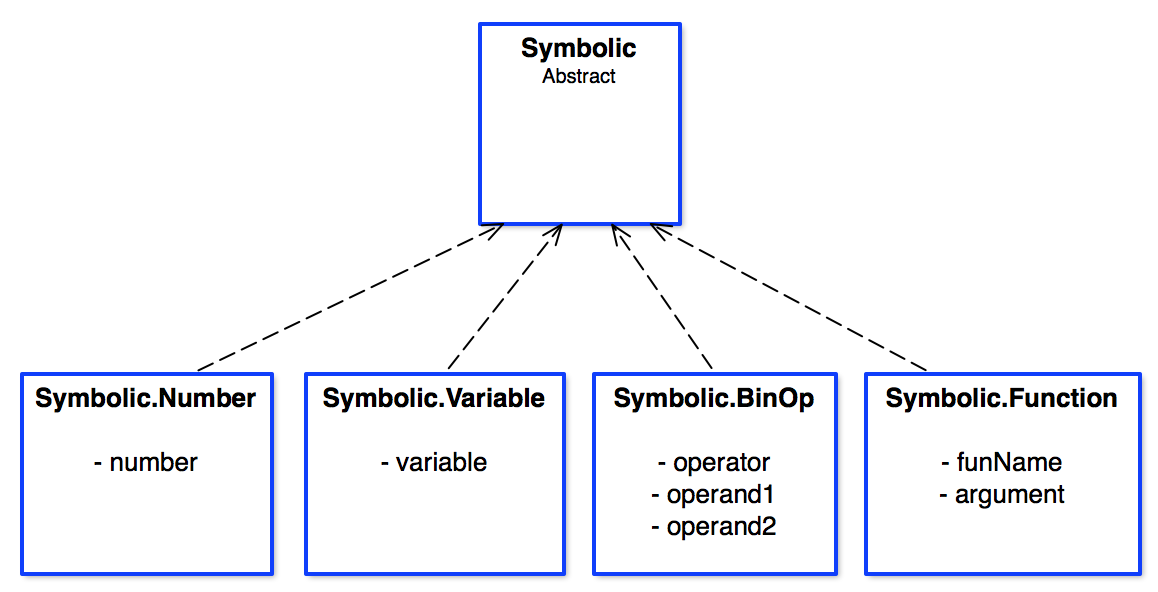 Symbolic
Abstract
Symbolic.Number
- number
Symbolic.Variable
- variable
Symbolic.BinOp
- operator
- operand1
- operand2
Symbolic.Function
- funName
- argument